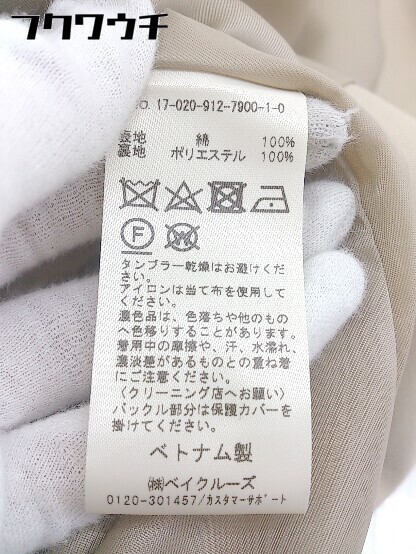 フクワウチ
o. 17-020-912-7900-1-0
表地 綿 100%
裏地 ポリエステル 100%
F W
タンブラー乾燥はお避けくだ
さい。
アイロンは当て布を使用して
ください。
濃色品は、色落ちや他のもの
へ色移りすることがあります。
着用中の摩擦や、汗、水濡れ、
濃淡差があるものとの重ね着
にご注意ください。
〈クリーニング店へお願い〉
バックル部分は保護カバーを
掛けてください。
ベトナム製
㈱ベイクルーズ
0120-301457/カスタマーサポート